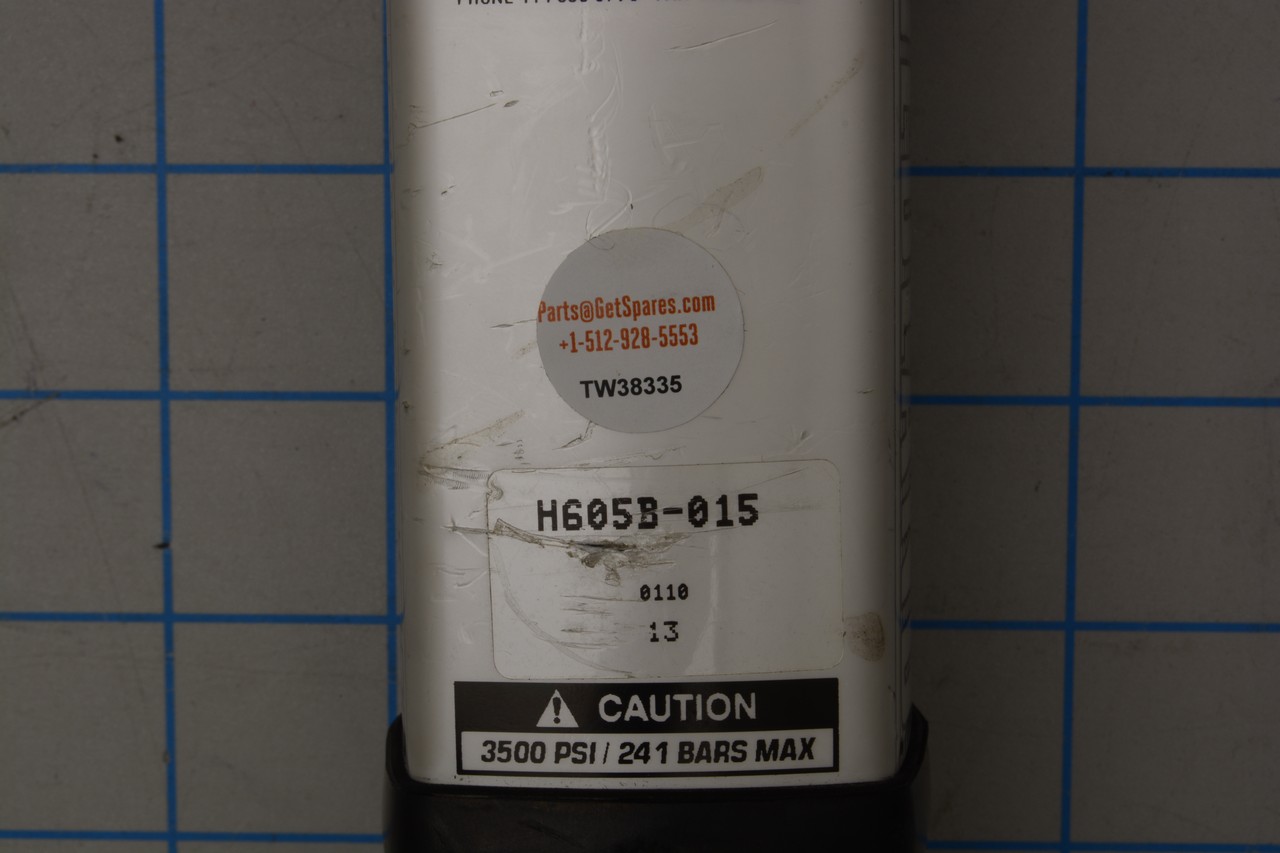 Parts@GetSpares.com
+1-512-928-5553
TW38335
H605B-015
0110
13
CAUTION
3500 PSI / 241 BARS MAX